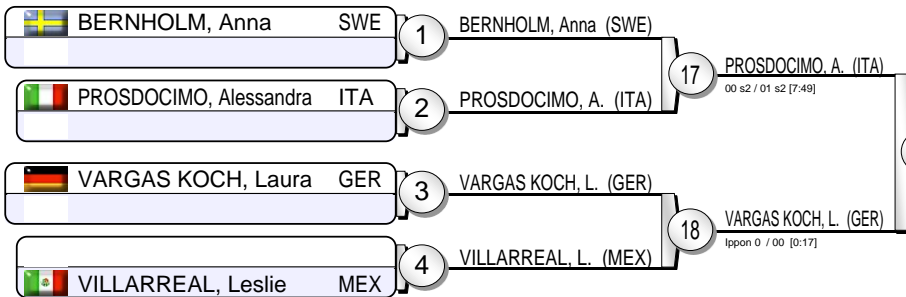 BERNHOLM, Anna SWE
1
BERNHOLM, Anna (SWE)
17
PROSDOCIMO, A. (ITA)
00 s2 / 01 s2 [7:49]
PROSDOCIMO, Alessandra ITA
2
PROSDOCIMO, A. (ITA)
VARGAS KOCH, Laura GER
3
VARGAS KOCH, L. (GER)
18
VARGAS KOCH, L. (GER)
Ippon 0 / 00 [0:17]
4
VILLARREAL, L. (MEX)
VILLARREAL, Leslie MEX